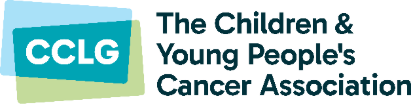 CCLG
The Children &
Young People's
Cancer Association